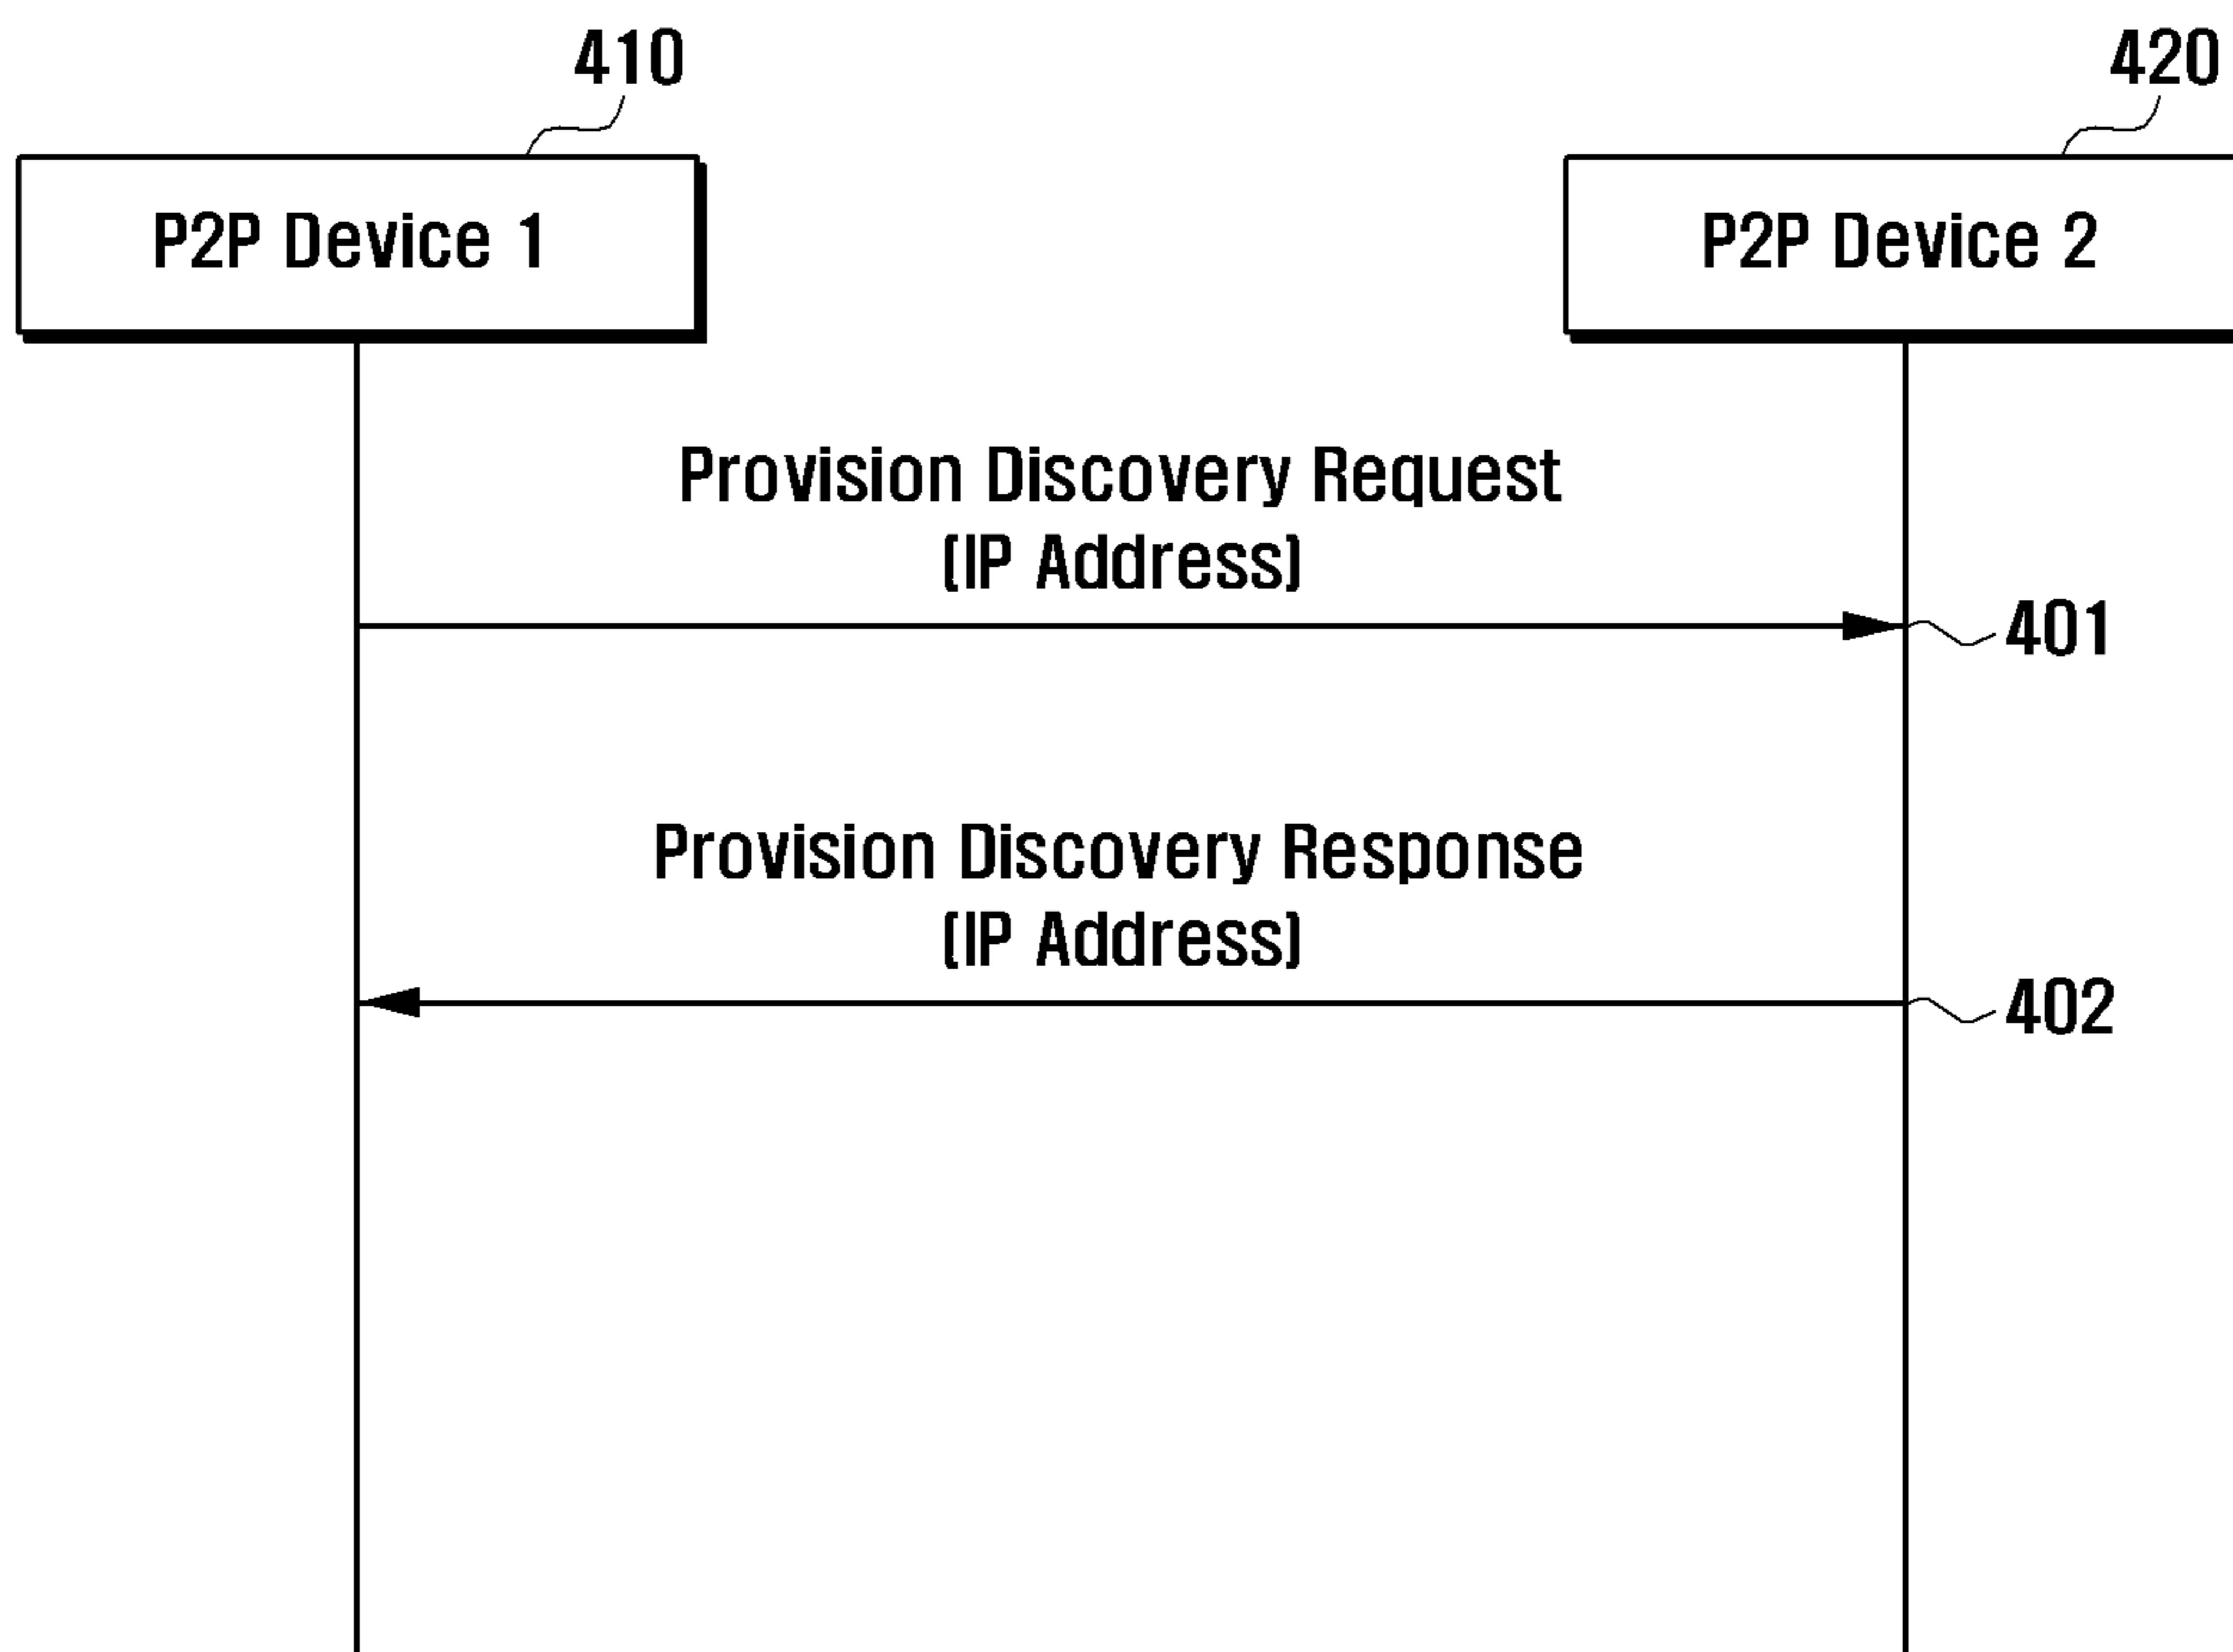 410
420
P2P Device 1
P2P Device 2
Provision Discovery Request
(IP Address)
401
Provision Discovery Response
(IP Address)
402